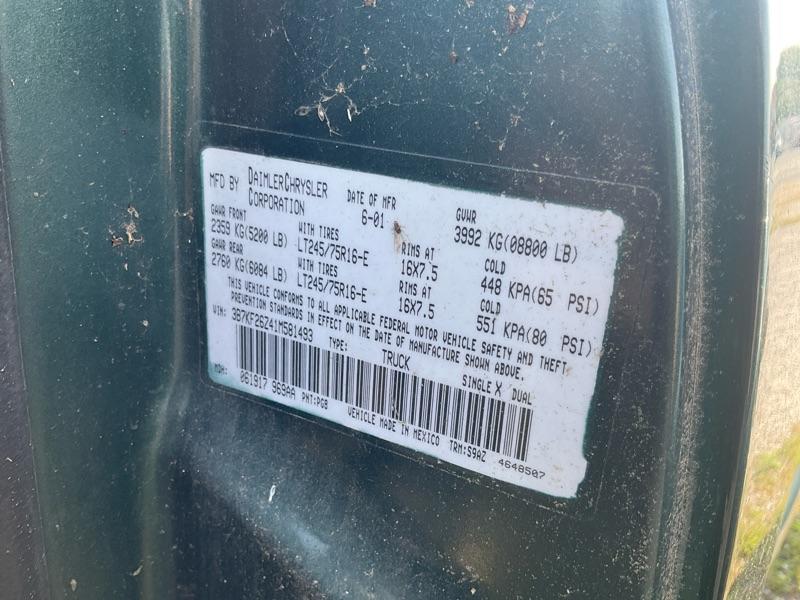 MFD BY DAIMLERCHRYSLER CORPORATION DATE OF MFR 6-01 GVWR 3992 KG(08800 LB)
GAWR FRONT WITH TIRES RIMS AT COLD
2359 KG(5200 LB) LT245/75R16-E 16X7.5 448 KPA(65 PSI)
GAWR REAR WITH TIRES RIMS AT COLD
2760 KG(6084 LB) LT245/75R16-E 16X7.5 551 KPA(80 PSI)
THIS VEHICLE CONFORMS TO ALL APPLICABLE FEDERAL MOTOR VEHICLE SAFETY AND THEFT
PREVENTION STANDARDS IN EFFECT ON THE DATE OF MANUFACTURE SHOWN ABOVE.
VIN: 3B7KF26Z41M581493 TYPE: TRUCK SINGLE X DUAL
MDH: 061917 969AA PNT:PGB VEHICLE MADE IN MEXICO TRM:S9AZ 4648507